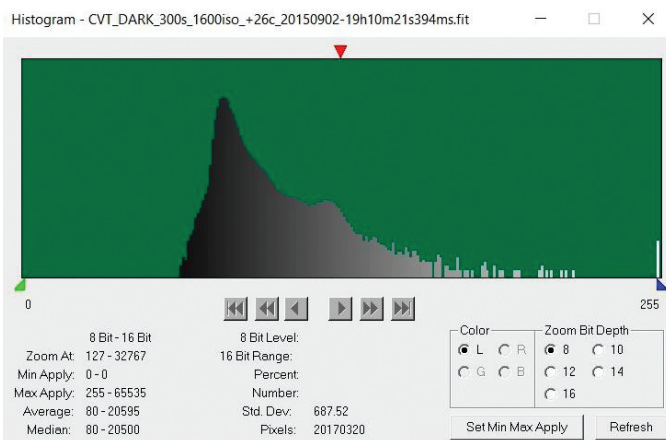 Histogram - CVT_DARK_300s_1600iso_+26c_20150902-19h10m21s394ms.fit
0
255
8 Bit - 16 Bit
Zoom At: 127 - 32767
Min Apply: 0 - 0
Max Apply: 255 - 65535
Average: 80 - 20595
Median: 80 - 20500
8 Bit Level:
16 Bit Range:
Percent:
Number:
Std. Dev: 687.52
Pixels: 20170320
Color
L R
G B
Zoom Bit Depth
8 10
12 14
16
Set Min Max Apply
Refresh